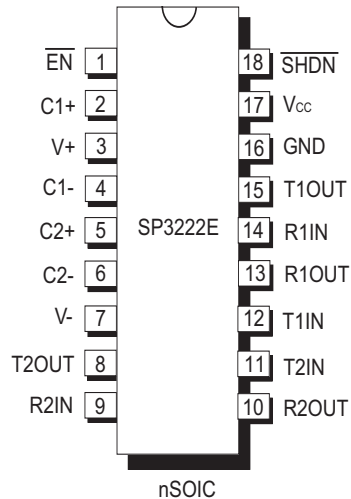 EN 1 18 SHDN
C1+ 2 17 Vcc
V+ 3 16 GND
C1- 4 15 T1OUT
C2+ 5 SP3222E 14 R1IN
C2- 6 13 R1OUT
V- 7 12 T1IN
T2OUT 8 11 T2IN
R2IN 9 10 R2OUT
nSOIC